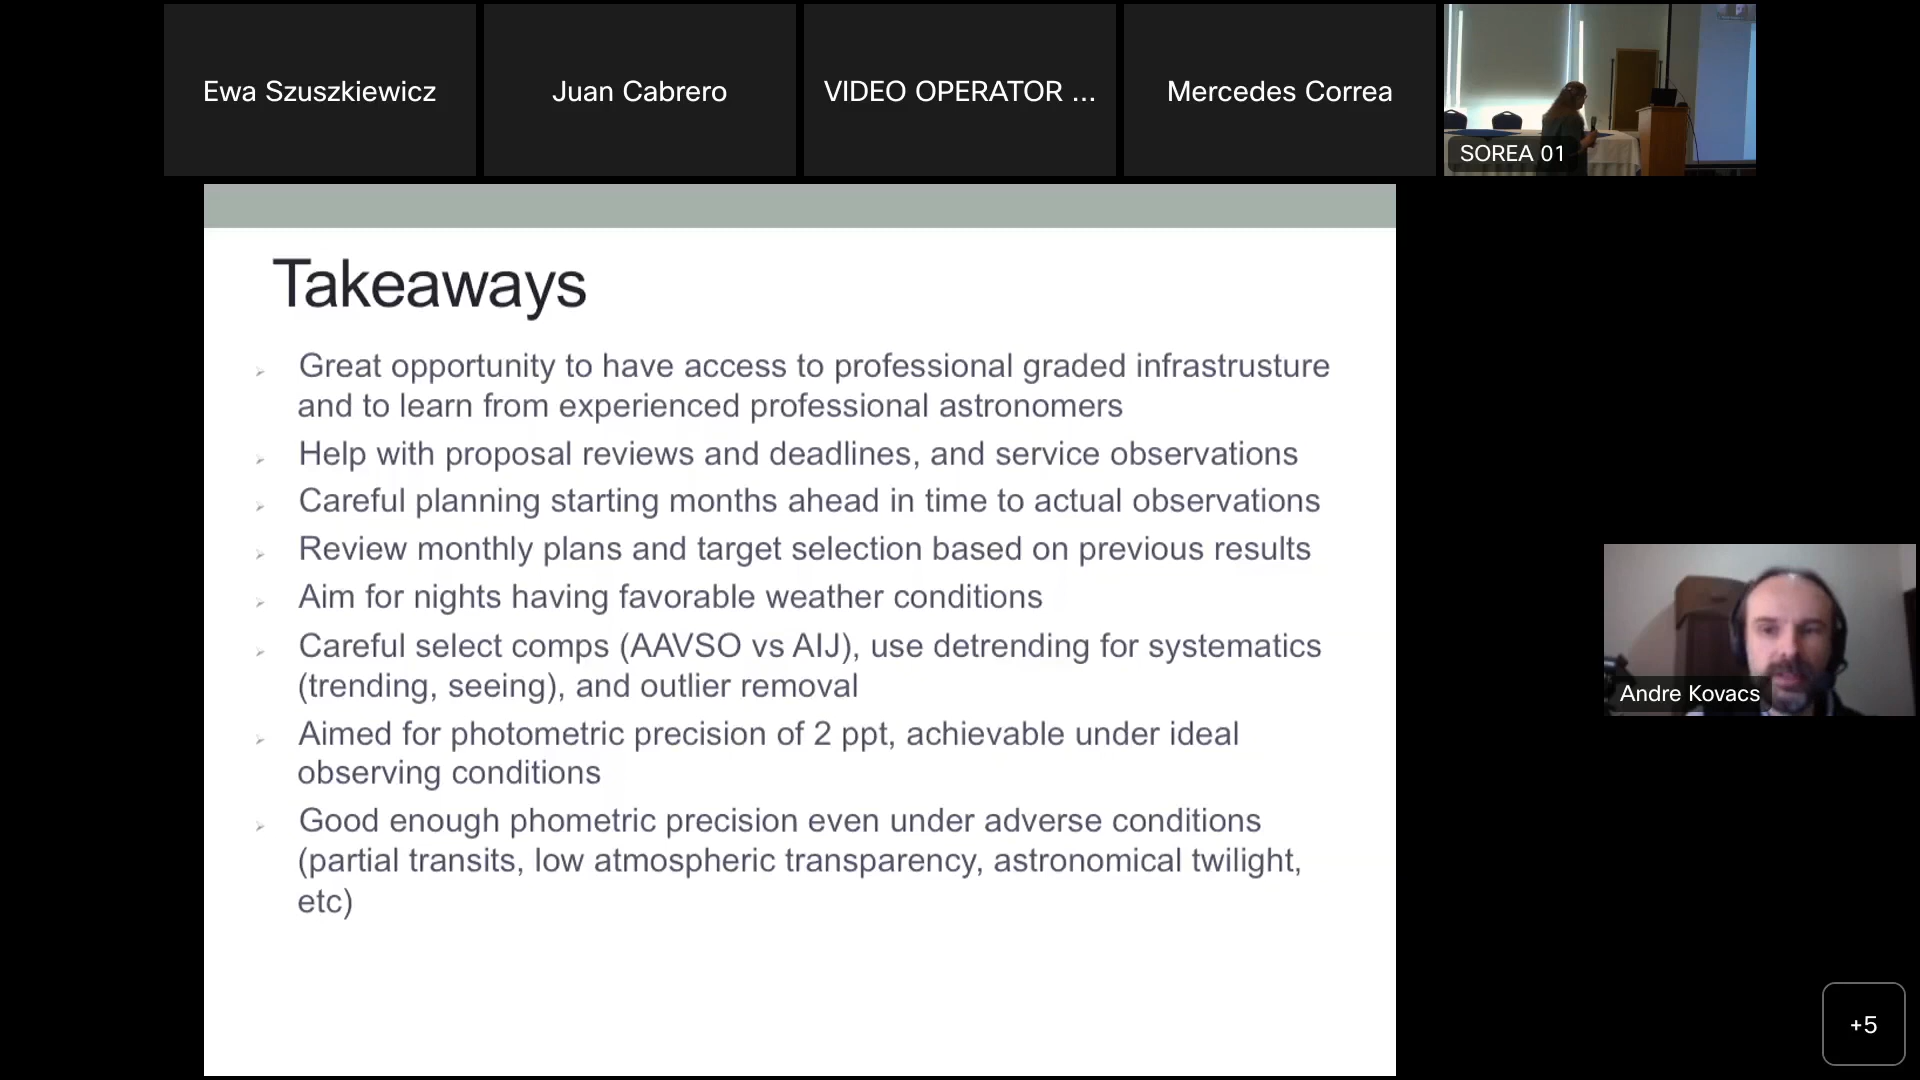 Ewa Szuszkiewicz
Juan Cabrero
VIDEO OPERATOR ...
Mercedes Correa
SOREA 01
Takeaways
Great opportunity to have access to professional graded infrastrusture
and to learn from experienced professional astronomers
Help with proposal reviews and deadlines, and service observations
Careful planning starting months ahead in time to actual observations
Review monthly plans and target selection based on previous results
Aim for nights having favorable weather conditions
Careful select comps (AAVSO vs AIJ), use detrending for systematics
(trending, seeing), and outlier removal
Aimed for photometric precision of 2 ppt, achievable under ideal
observing conditions
Good enough phometric precision even under adverse conditions
(partial transits, low atmospheric transparency, astronomical twilight,
etc)
Andre Kovacs
+5